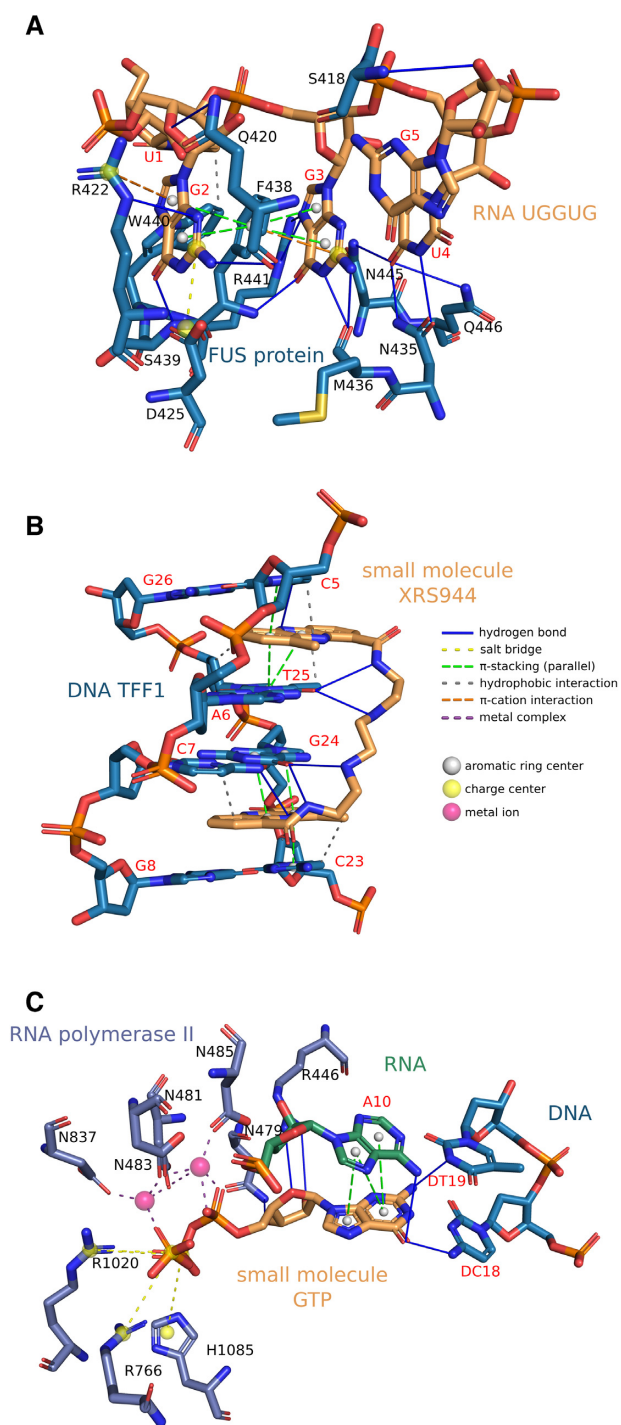 A
S418
Q420
U1
G5
R422
G2
G3
F438
W440
RNA UGGUG
U4
N445
R441
Q446
S439
FUS protein
N435
M436
D425
B
G26
C5
small molecule
XRS944
hydrogen bond
salt bridge
π-stacking (parallel)
hydrophobic interaction
π-cation interaction
metal complex
T25
DNA TFF1
A6
G24
C7
aromatic ring center
charge center
metal ion
G8
C23
C
RNA polymerase II
N485
R446
RNA
N481
A10
DNA
N837
N479
N483
DT19
R1020
small molecule
GTP
DC18
H1085
R766